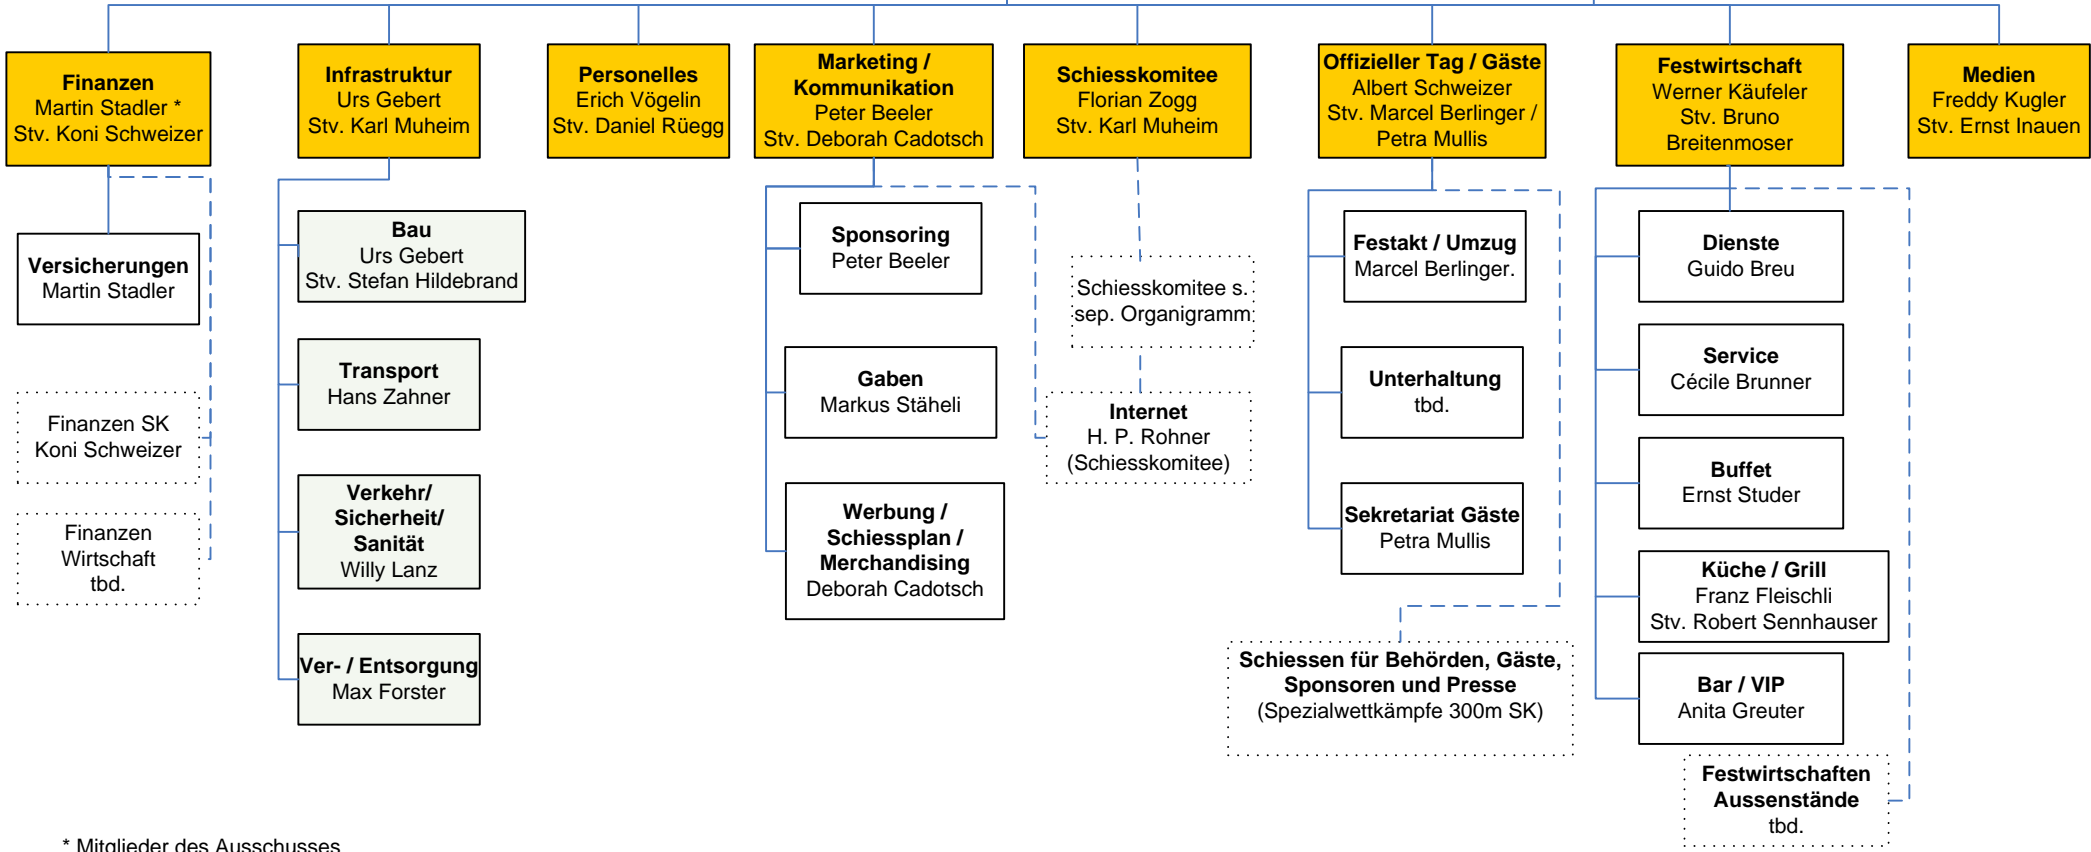 Finanzen
Martin Stadler *
Stv. Koni Schweizer
Infrastruktur
Urs Gebert
Stv. Karl Muheim
Personelles
Erich Vögelin
Stv. Daniel Rüegg
Marketing /
Kommunikation
Peter Beeler
Stv. Deborah Cadotsch
Schiesskomitee
Florian Zogg
Stv. Karl Muheim
Offizieller Tag / Gäste
Albert Schweizer
Stv. Marcel Berlinger /
Petra Mullis
Festwirtschaft
Werner Käufeler
Stv. Bruno
Breitenmoser
Medien
Freddy Kugler
Stv. Ernst Inauen
Versicherungen
Martin Stadler
Finanzen SK
Koni Schweizer
Finanzen
Wirtschaft
tbd.
Bau
Urs Gebert
Stv. Stefan Hildebrand
Transport
Hans Zahner
Verkehr/
Sicherheit/
Sanität
Willy Lanz
Ver- / Entsorgung
Max Forster
Sponsoring
Peter Beeler
Gaben
Markus Stäheli
Werbung /
Schiessplan /
Merchandising
Deborah Cadotsch
Schiesskomitee s.
sep. Organigramm
Internet
H. P. Rohner
(Schiesskomitee)
Festakt / Umzug
Marcel Berlinger.
Unterhaltung
tbd.
Sekretariat Gäste
Petra Mullis
Schiessen für Behörden, Gäste,
Sponsoren und Presse
(Spezialwettkämpfe 300m SK)
Dienste
Guido Breu
Service
Cécile Brunner
Buffet
Ernst Studer
Küche / Grill
Franz Fleischli
Stv. Robert Sennhauser
Bar / VIP
Anita Greuter
Festwirtschaften
Aussenstände
tbd.
* Mitglieder des Ausschusses